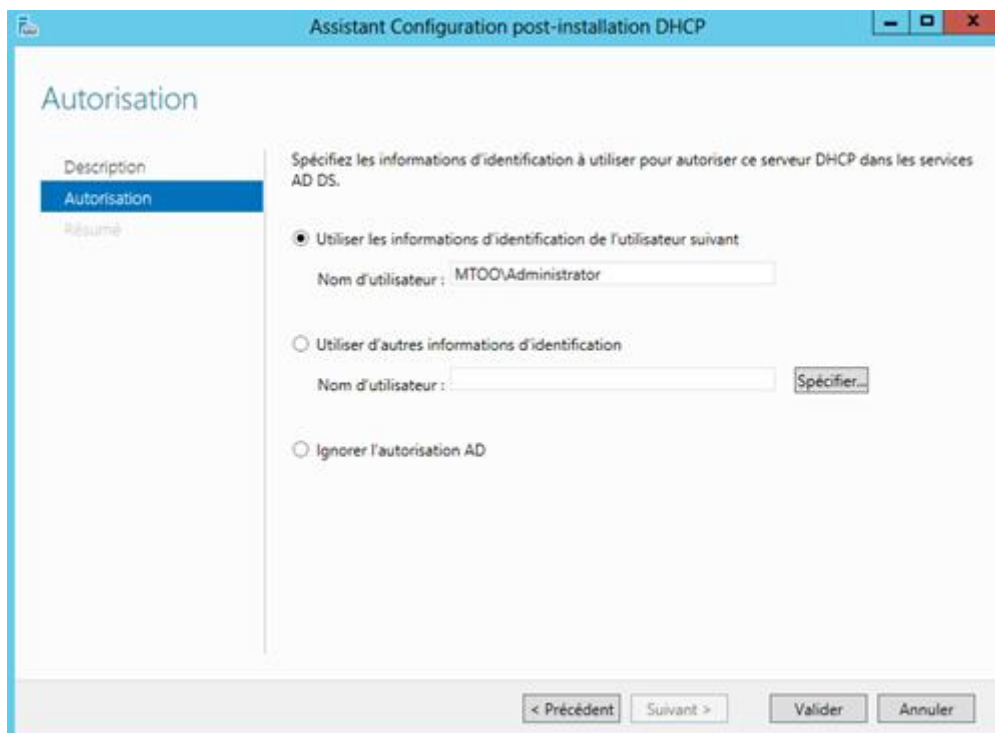 Assistant Configuration post-installation DHCP
Autorisation
Description
Autorisation
Résumé
Spécifiez les informations d'identification à utiliser pour autoriser ce serveur DHCP dans les services
AD DS.
Utiliser les informations d'identification de l'utilisateur suivant
Nom d'utilisateur : MTOO\Administrator
Utiliser d'autres informations d'identification
Nom d'utilisateur :
Spécifier...
Ignorer l'autorisation AD
< Précédent Suivant > Valider Annuler